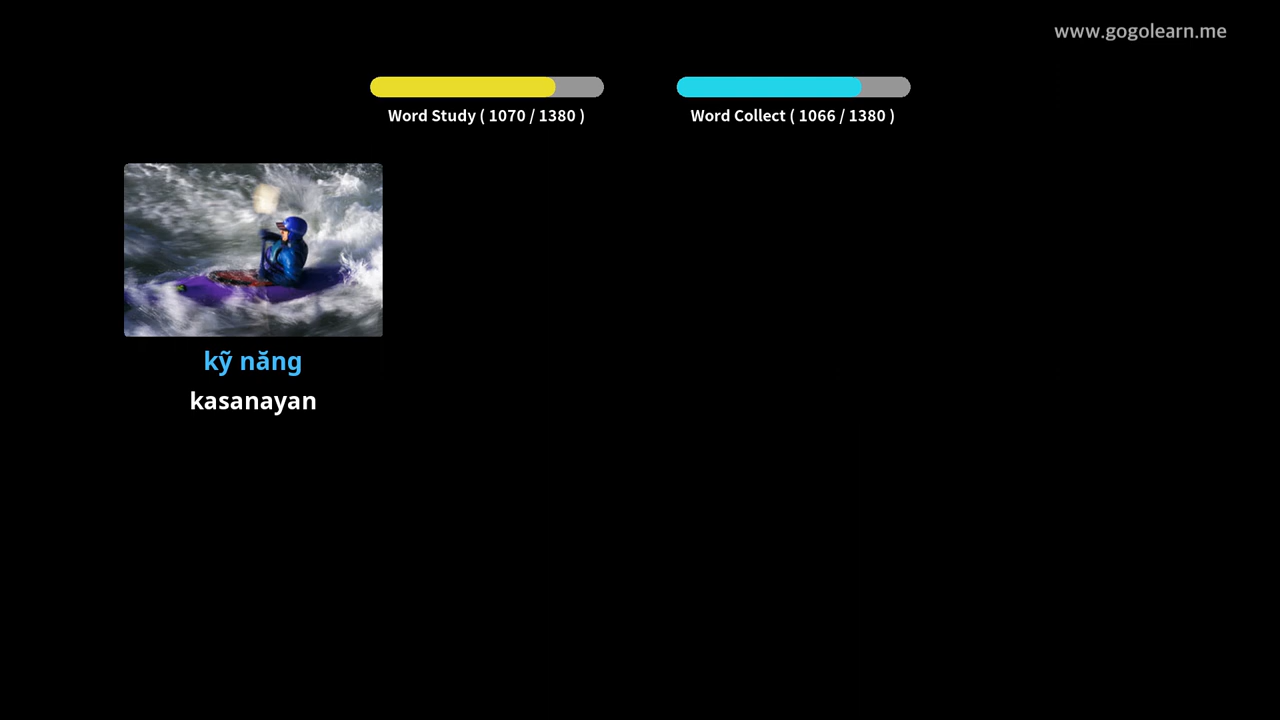 www.gogolearn.me
Word Study ( 1070 / 1380 )
Word Collect ( 1066 / 1380 )
kỹ năng
kasanayan